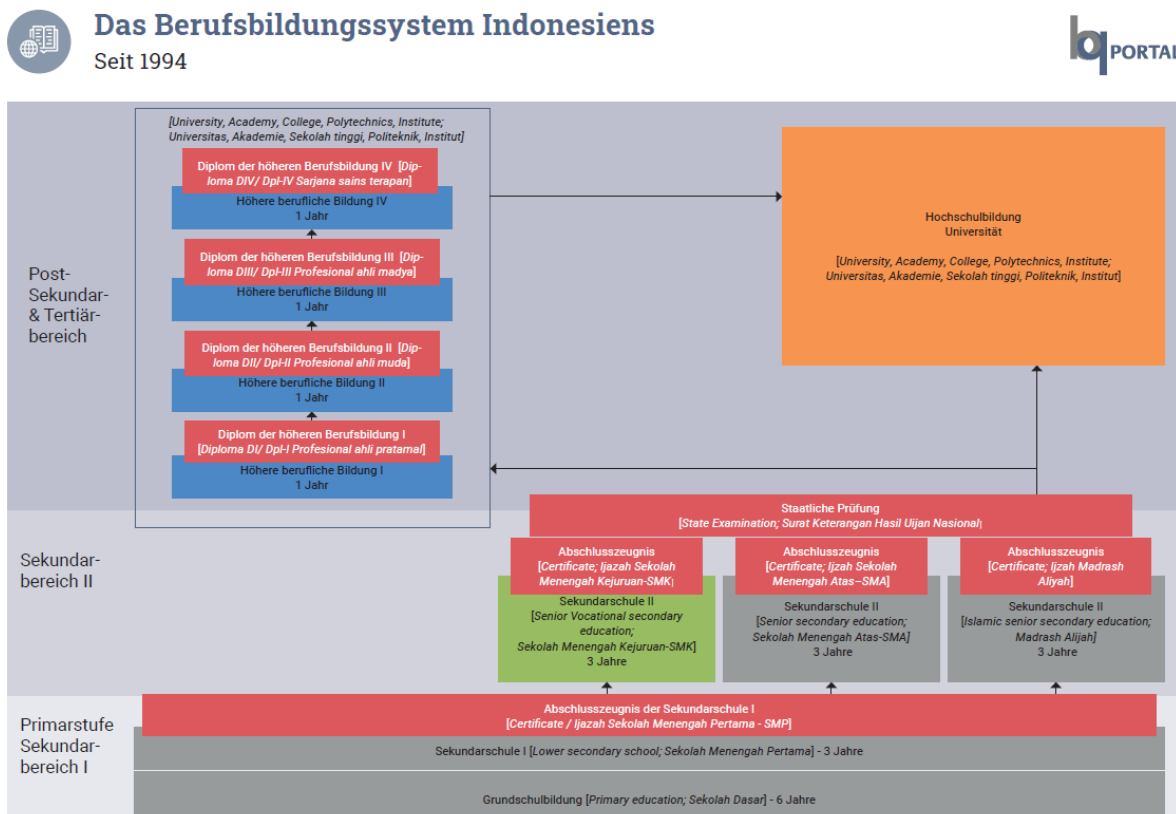 Das Berufsbildungssystem Indonesiens
Seit 1994
bq PORTAL
[University, Academy, College, Polytechnics, Institute;
Universitas, Akademie, Sekolah tinggi, Politeknik, Institut]
Diplom der höheren Berufsbildung IV [Dip-
loma DIV/ Dpl-IV Sarjana sains terapan]
Höhere berufliche Bildung IV
1 Jahr
Diplom der höheren Berufsbildung III [Dip-
loma DIII/ Dpl-III Profesional ahli madya]
Höhere berufliche Bildung III
1 Jahr
Diplom der höheren Berufsbildung II [Dip-
loma DII/ Dpl-II Profesional ahli muda]
Höhere berufliche Bildung II
1 Jahr
Diplom der höheren Berufsbildung I
[Diploma DI/ Dpl-I Profesional ahli pratamal]
Höhere berufliche Bildung I
1 Jahr
Hochschulbildung
Universität
[University, Academy, College, Polytechnics, Institute;
Universitas, Akademie, Sekolah tinggi, Politeknik, Institut]
Post-
Sekundar-
& Tertiär-
bereich
Staatliche Prüfung
[State Examination; Surat Keterangan Hasil Uijan Nasional]
Sekundar-
bereich II
Abschlusszeugnis
[Certificate; Ijazah Sekolah
Menengah Kejuruan-SMK]
Sekundarschule II
[Senior Vocational secondary
education;
Sekolah Menengah Kejuruan-SMK]
3 Jahre
Abschlusszeugnis
[Certificate; Ijzah Sekolah
Menengah Atas–SMA]
Sekundarschule II
[Senior secondary education;
Sekolah Menengah Atas-SMA]
3 Jahre
Abschlusszeugnis
[Certificate; Ijzah Madrash
Aliyah]
Sekundarschule II
[Islamic senior secondary education;
Madrash Alijah]
3 Jahre
Primarstufe
Sekundar-
bereich I
Abschlusszeugnis der Sekundarschule I
[Certificate / Ijazah Sekolah Menengah Pertama - SMP]
Sekundarschule I [Lower secondary school; Sekolah Menengah Pertama] - 3 Jahre
Grundschulbildung [Primary education; Sekolah Dasar] - 6 Jahre